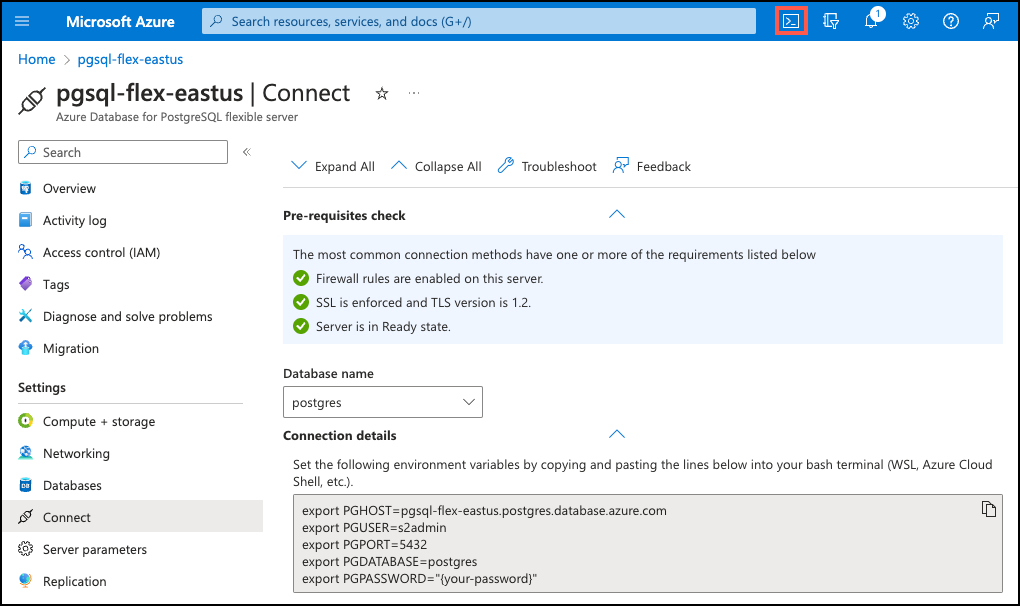 Microsoft Azure
Search resources, services, and docs (G+/)
1
Home > pgsql-flex-eastus
pgsql-flex-eastus | Connect
Azure Database for PostgreSQL flexible server
Search
Overview
Activity log
Access control (IAM)
Tags
Diagnose and solve problems
Migration
Settings
Compute + storage
Networking
Databases
Connect
Server parameters
Replication
Expand All
Collapse All
Troubleshoot
Feedback
Pre-requisites check
The most common connection methods have one or more of the requirements listed below
Firewall rules are enabled on this server.
SSL is enforced and TLS version is 1.2.
Server is in Ready state.
Database name
postgres
Connection details
Set the following environment variables by copying and pasting the lines below into your bash terminal (WSL, Azure Cloud
Shell, etc.).
export PGHOST=pgsql-flex-eastus.postgres.database.azure.com
export PGUSER=s2admin
export PGPORT=5432
export PGDATABASE=postgres
export PGPASSWORD="{your-password}"